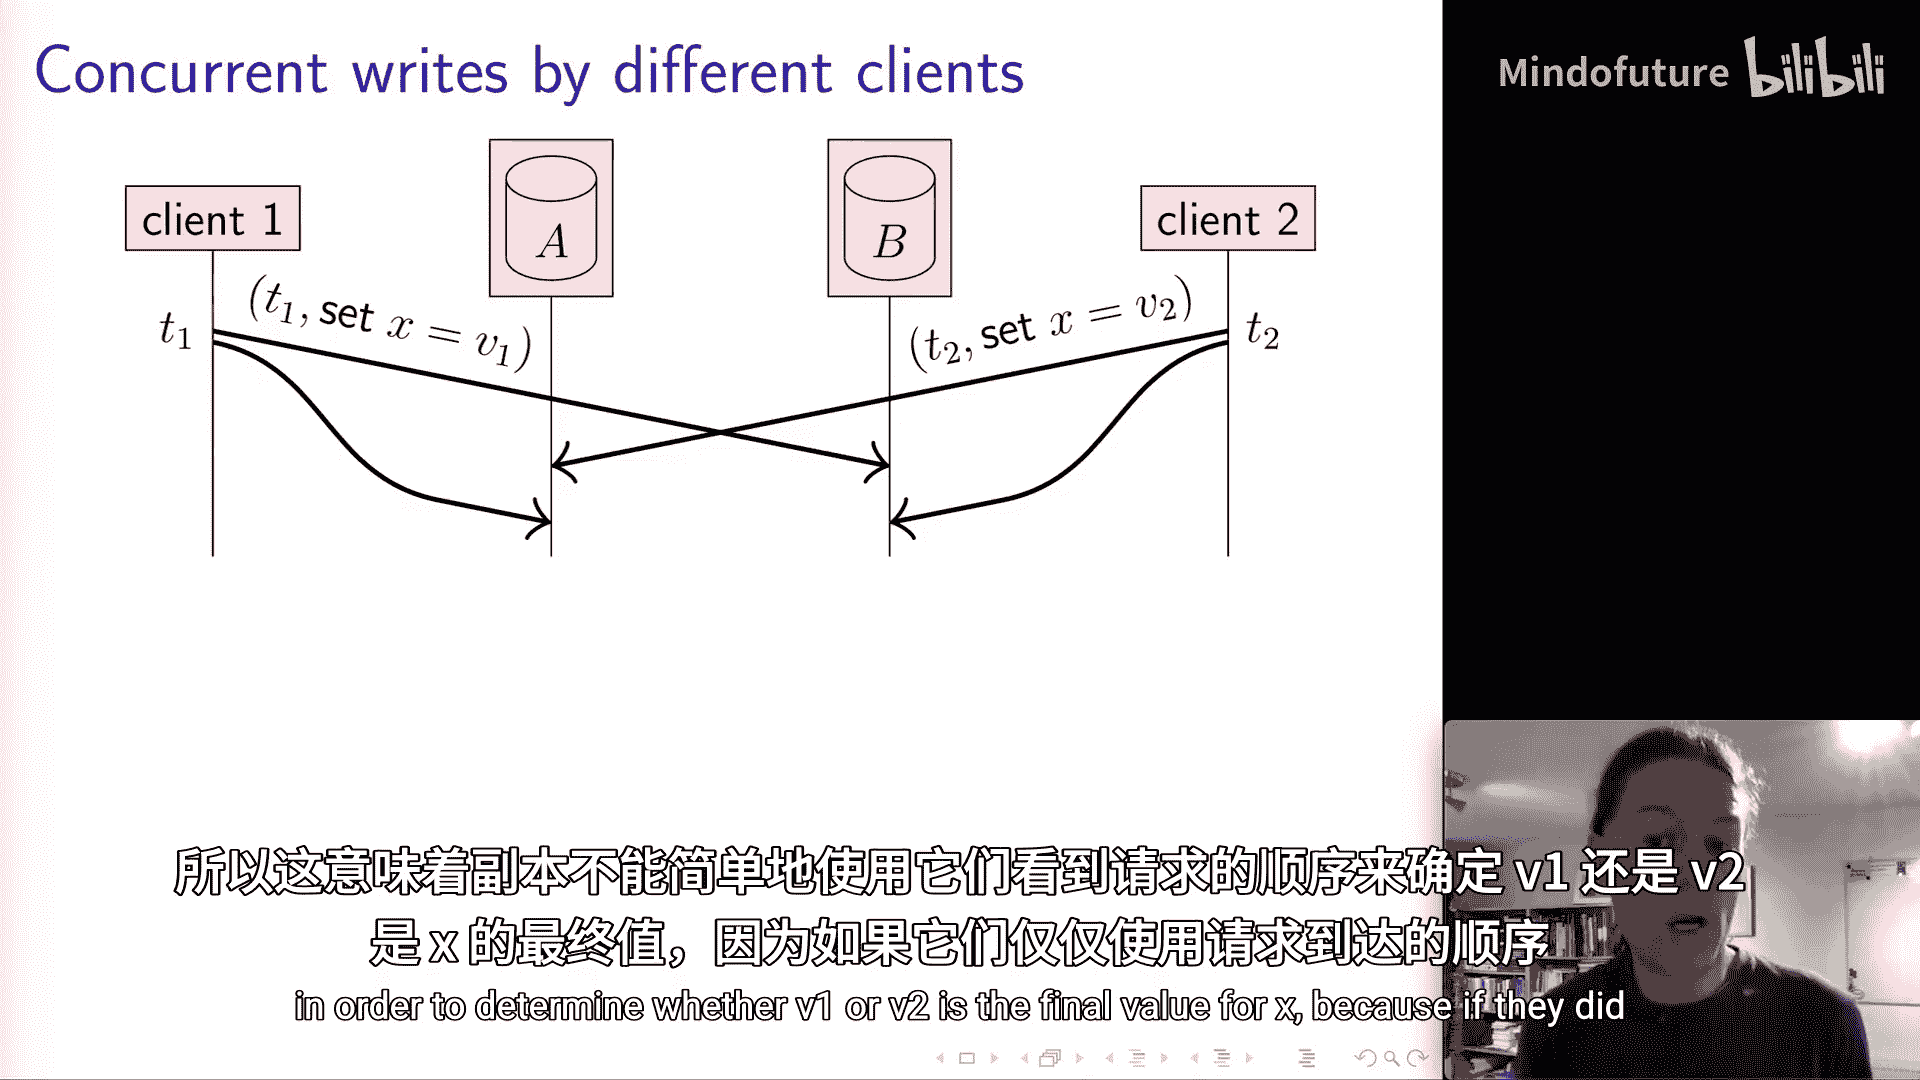 Concurrent writes by different clients
Mindofuture bilibili
client 1
A
B
client 2
t₁
(t₁, set x = v₁)
(t₂, set x = v₂)
t₂
所以这意味着副本不能简单地使用它们看到请求的顺序来确定 v1 还是 v2
是 x 的最终值，因为如果它们仅仅使用请求到达的顺序
in order to determine whether v1 or v2 is the final value for x, because if they did